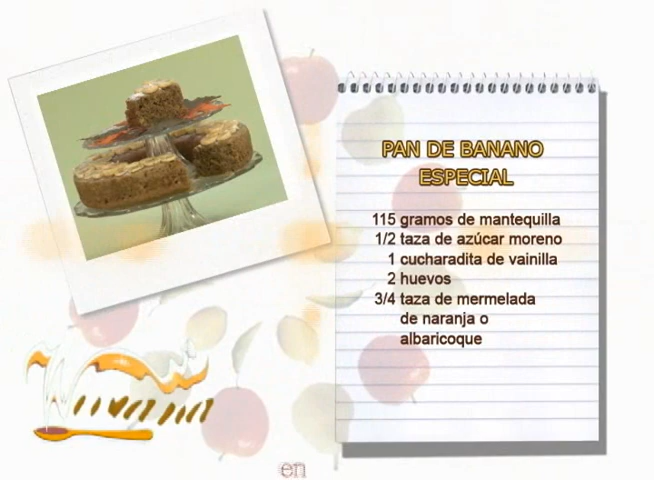 PAN DE BANANO
ESPECIAL
115 gramos de mantequilla
1/2 taza de azúcar moreno
1 cucharadita de vainilla
2 huevos
3/4 taza de mermelada
de naranja o
albaricoque
en